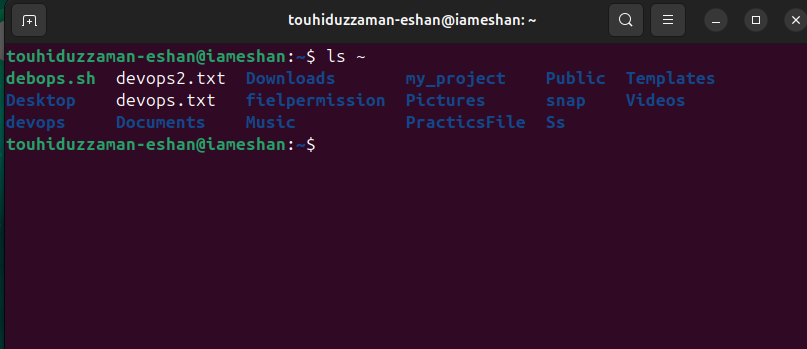 touhiduzzaman-eshan@iameshan: ~
touhiduzzaman-eshan@iameshan:~$ ls ~
debops.sh devops2.txt Downloads my_project Public Templates
Desktop devops.txt fielpermission Pictures snap Videos
devops Documents Music PracticsFile Ss
touhiduzzaman-eshan@iameshan:~$